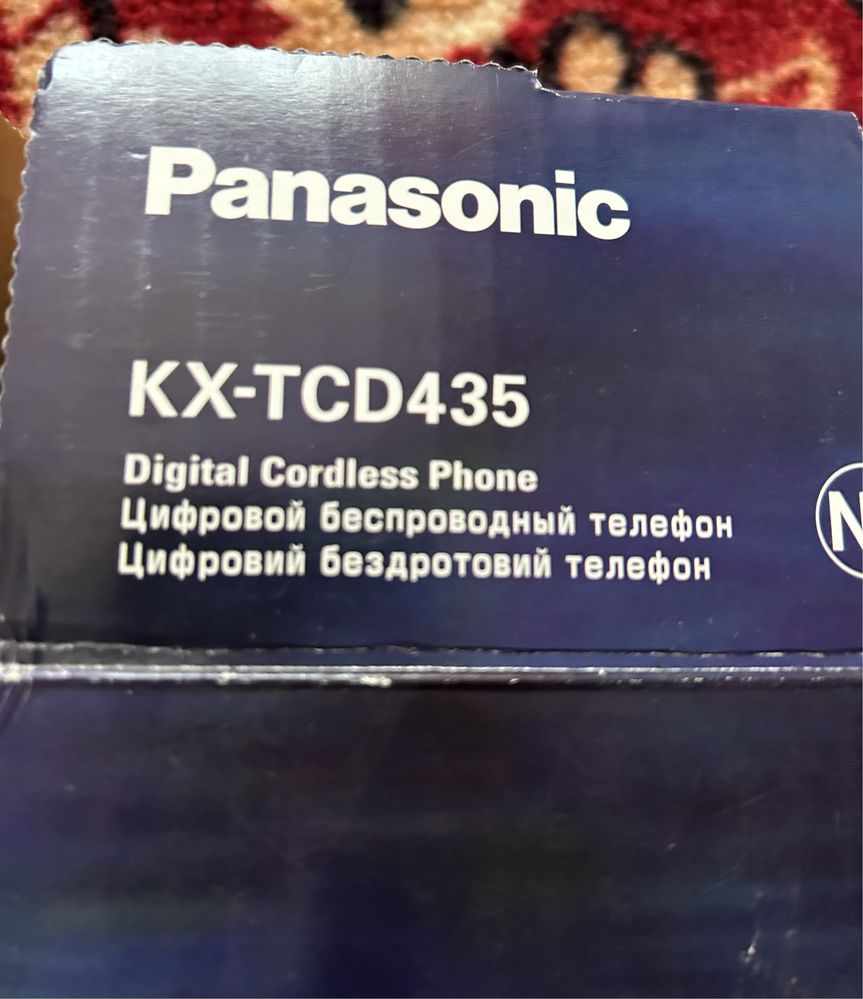 Panasonic
KX-TCD435
Digital Cordless Phone
Цифровой беспроводный телефон
Цифровий бездротовий телефон
N